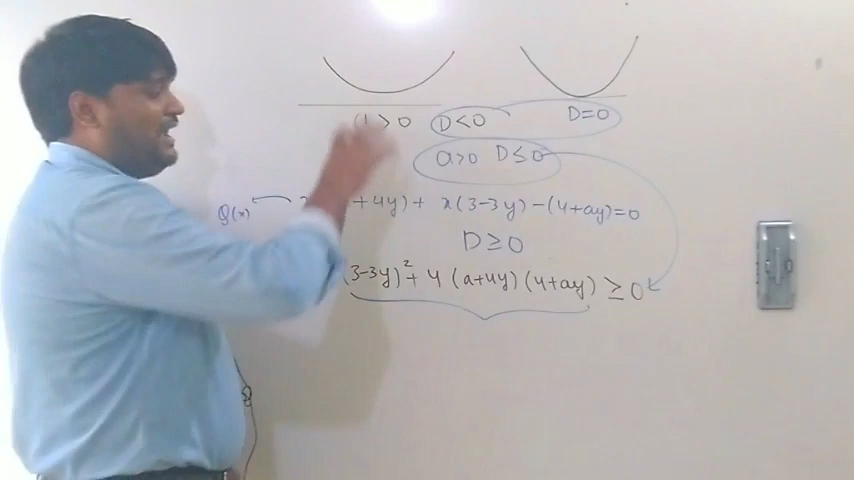 a>0 D<0 D=0
a>0 D≤0
Q(x) + 4y) + x(3-3y) - (4+ay)=0
D≥0
(3-3y)²+ 4 (a+4y) (4+ay) ≥ 0